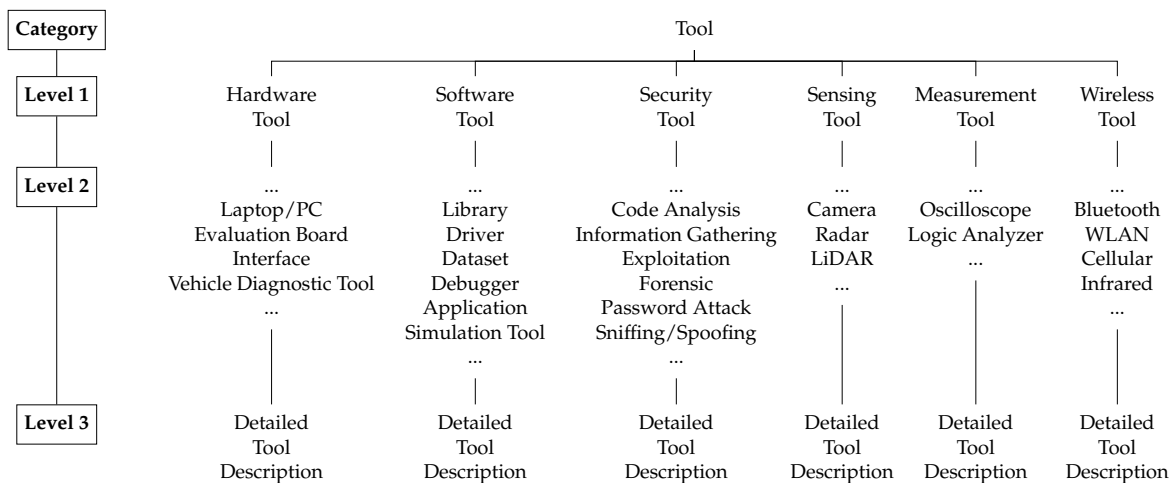 Category
Tool
Level 1
Hardware
Tool
Software
Tool
Security
Tool
Sensing
Tool
Measurement
Tool
Wireless
Tool
Level 2
...
Laptop/PC
Evaluation Board
Interface
Vehicle Diagnostic Tool
...
...
Library
Driver
Dataset
Debugger
Application
Simulation Tool
...
...
Code Analysis
Information Gathering
Exploitation
Forensic
Password Attack
Sniffing/Spoofing
...
...
Camera
Radar
LiDAR
...
...
Oscilloscope
Logic Analyzer
...
...
Bluetooth
WLAN
Cellular
Infrared
...
Level 3
Detailed
Tool
Description
Detailed
Tool
Description
Detailed
Tool
Description
Detailed
Tool
Description
Detailed
Tool
Description
Detailed
Tool
Description